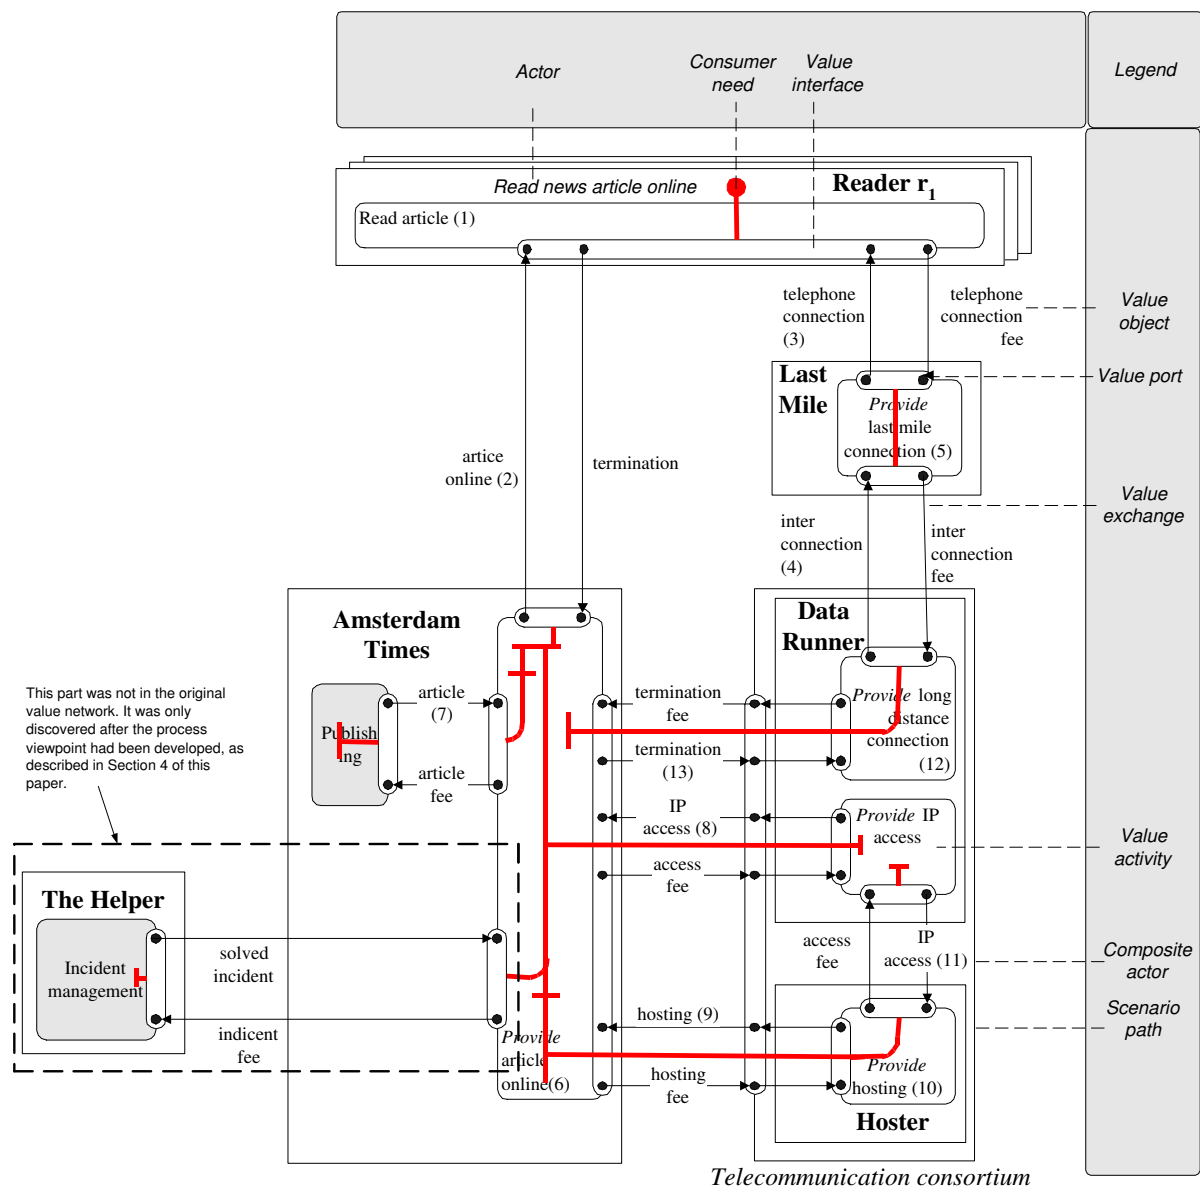 Actor
Consumer
need
Value
interface
Legend
Read news article online
Reader r1
Read article (1)
telephone
connection
(3)
telephone
connection
fee
Value
object
Last
Mile
Value port
Provide
last mile
connection (5)
artice
online (2)
termination
Value
exchange
inter
connection
(4)
inter
connection
fee
Amsterdam
Times
Data
Runner
This part was not in the original
value network. It was only
discovered after the process
viewpoint had been developed, as
described in Section 4 of this
paper.
article
(7)
Publish
ing
article
fee
termination
fee
termination
(13)
Provide long
distance
connection
(12)
IP
access (8)
access
fee
Provide IP
access
Value
activity
The Helper
Incident
management
solved
incident
indicent
fee
access
fee
IP
access (11)
Composite
actor
Scenario
path
hosting (9)
hosting
fee
Provide
article
online(6)
Provide
hosting (10)
Hoster
Telecommunication consortium